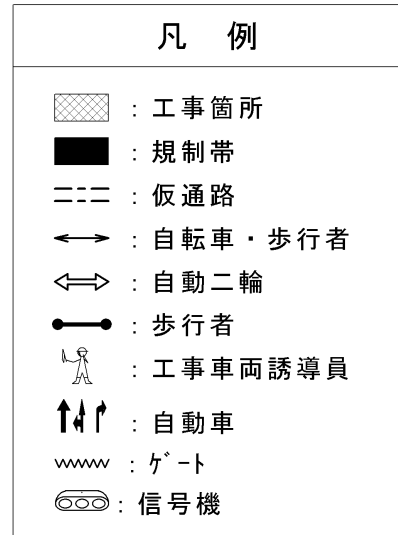 凡 例
: 工事箇所
: 規制帯
: 仮通路
: 自転車・歩行者
: 自動二輪
: 歩行者
: 工事車両誘導員
: 自動車
: ｹﾞｰﾄ
: 信号機